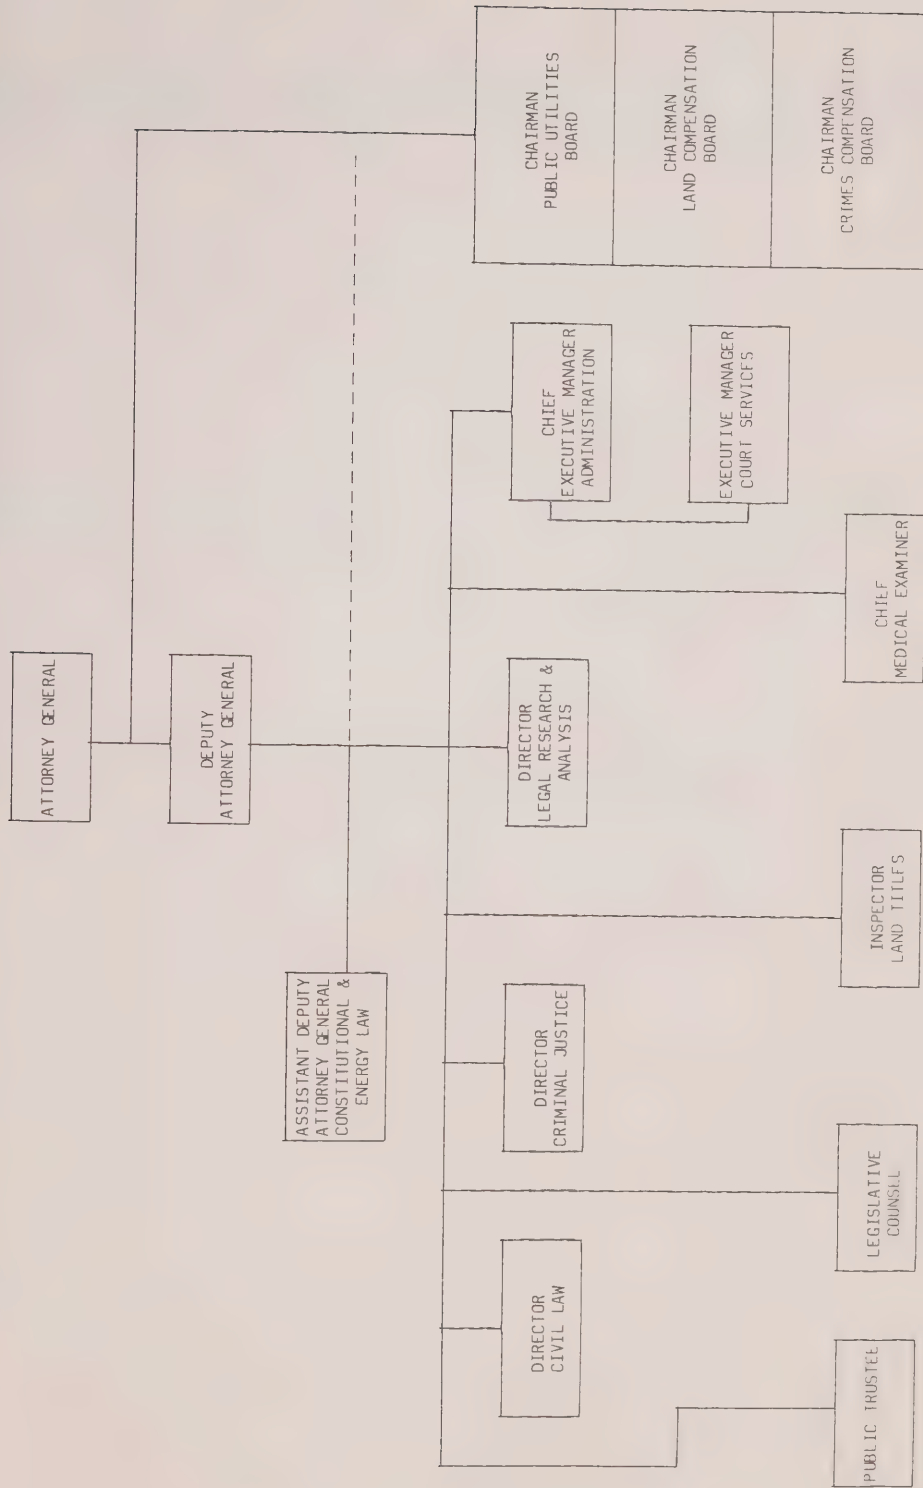 ATTORNEY GENERAL
DEPUTY
ATTORNEY GENERAL
ASSISTANT DEPUTY
ATTORNEY GENERAL
CONSTITUTIONAL &
ENERGY LAW
DIRECTOR
CIVIL LAW
DIRECTOR
CRIMINAL JUSTICE
DIRECTOR
LEGAL RESEARCH &
ANALYSIS
CHIEF
EXECUTIVE MANAGER
ADMINISTRATION
EXECUTIVE MANAGER
COURT SERVICES
CHAIRMAN
PUBLIC UTILITIES
BOARD
CHAIRMAN
LAND COMPENSATION
BOARD
CHAIRMAN
CRIMES COMPENSATION
BOARD
PUBLIC TRUSTEE
LEGISLATIVE
COUNSEL
INSPECTOR
LAND TITLES
CHIEF
MEDICAL EXAMINER